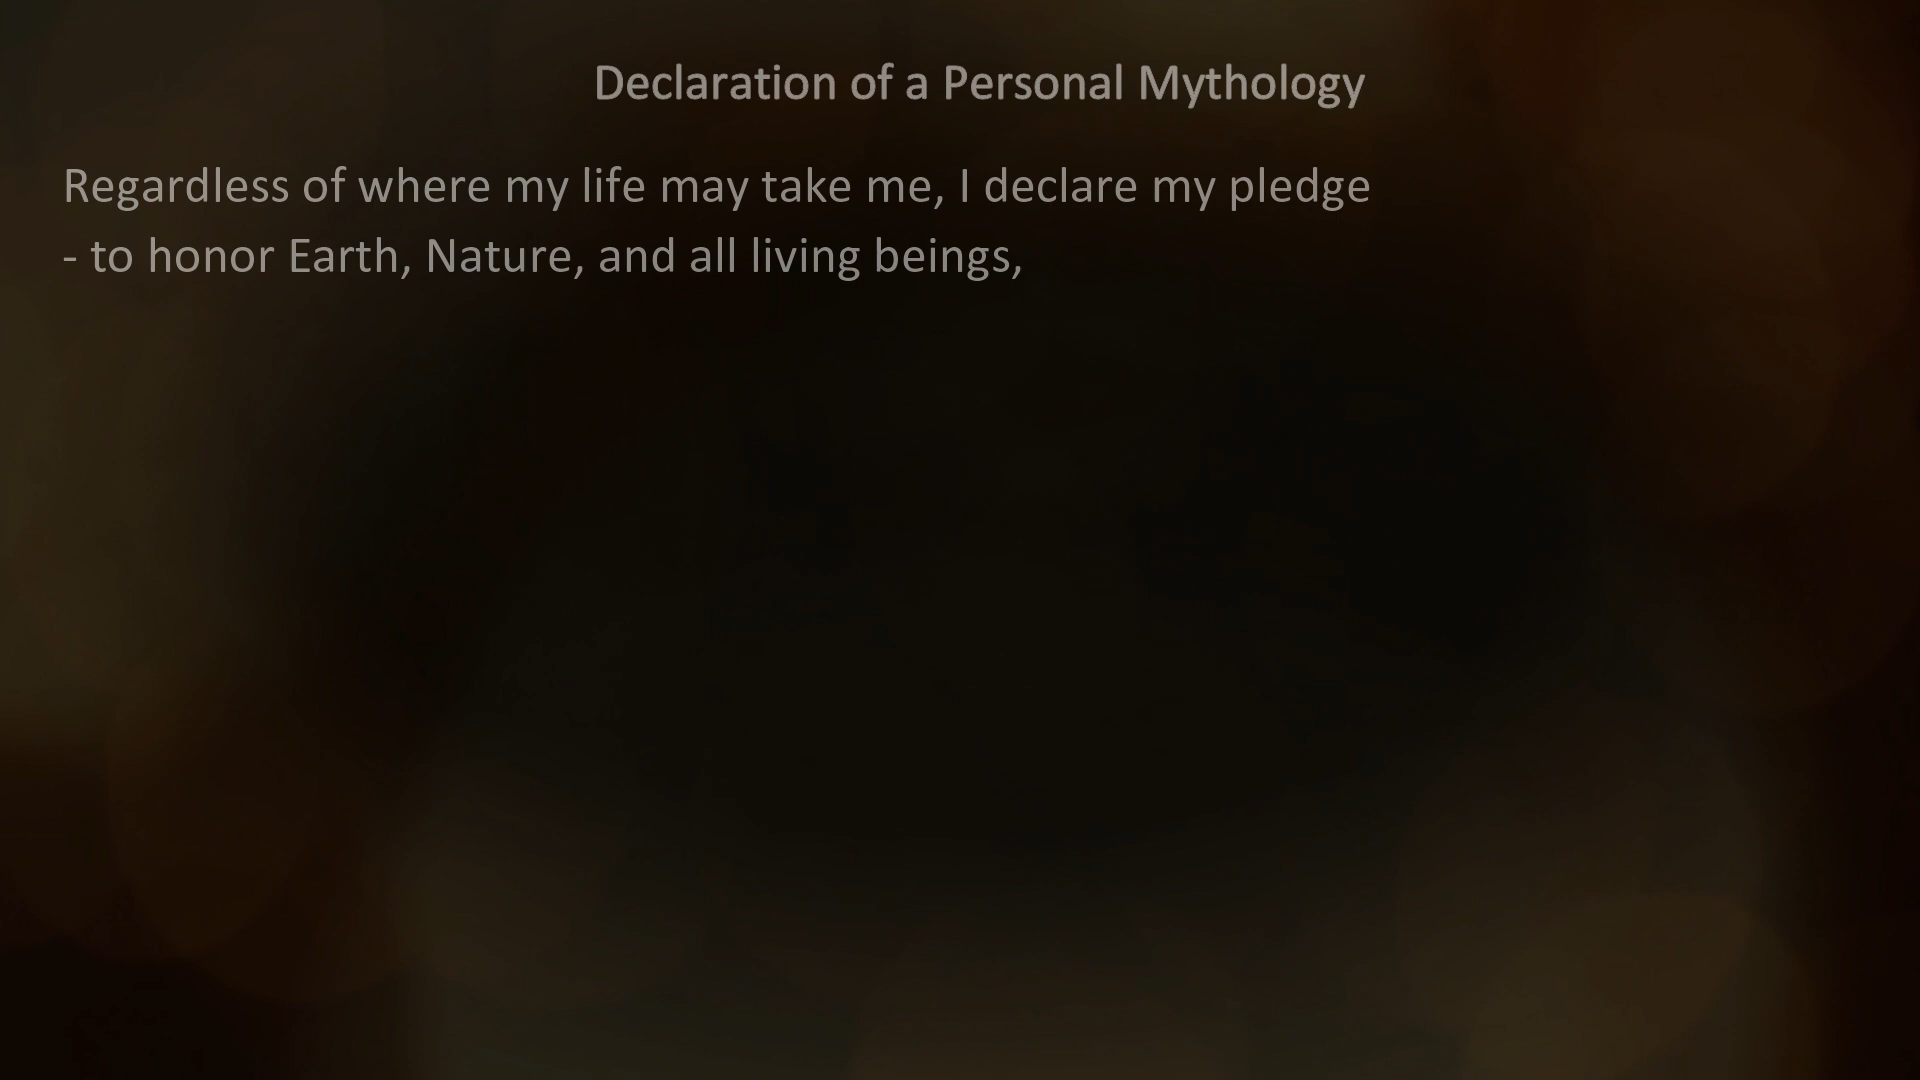 Declaration of a Personal Mythology
Regardless of where my life may take me, I declare my pledge
- to honor Earth, Nature, and all living beings,